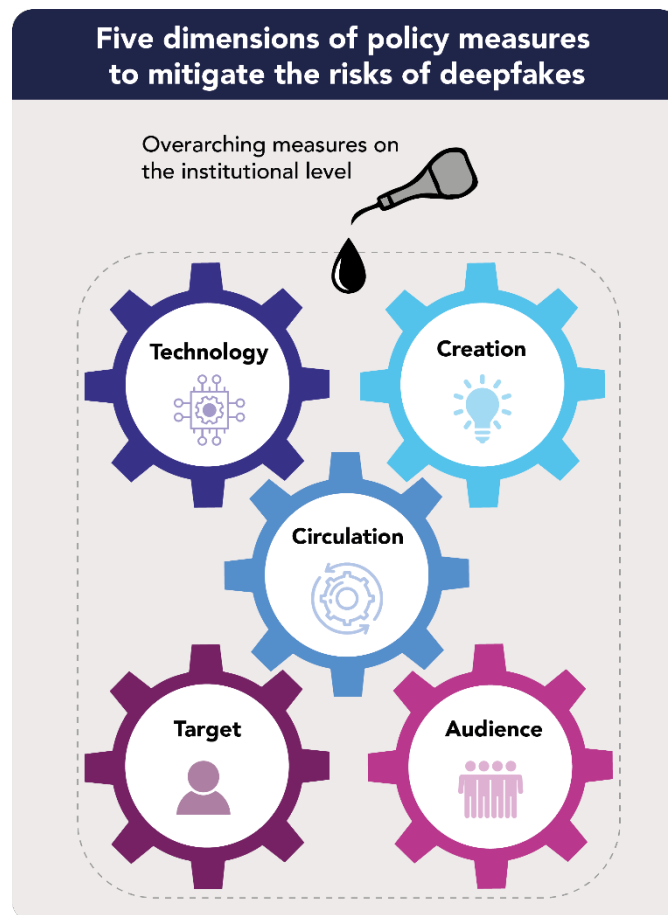 Five dimensions of policy measures
to mitigate the risks of deepfakes
Overarching measures on
the institutional level
Technology
Creation
Circulation
Target
Audience